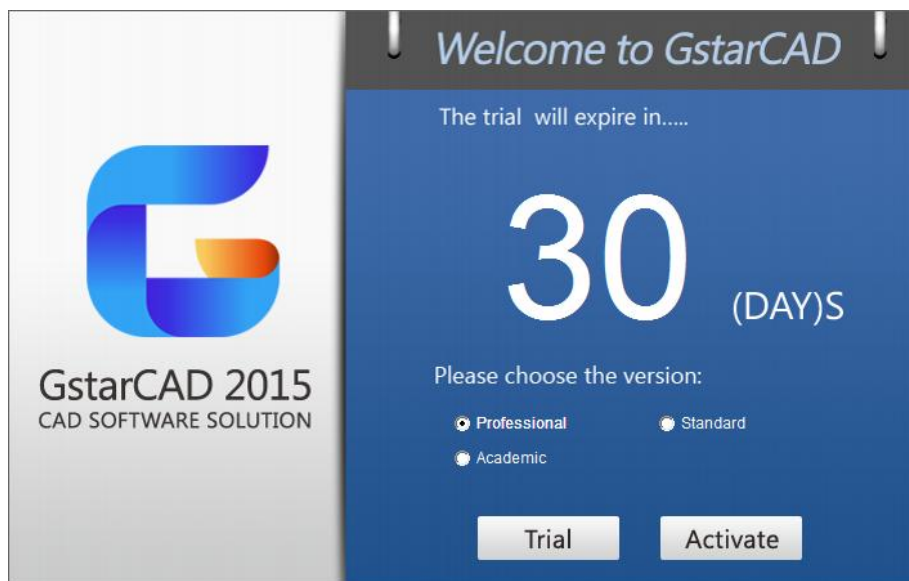 Welcome to GstarCAD
The trial will expire in.....
30
(DAY)S
GstarCAD 2015
CAD SOFTWARE SOLUTION
Please choose the version:
Professional
Standard
Academic
Trial
Activate